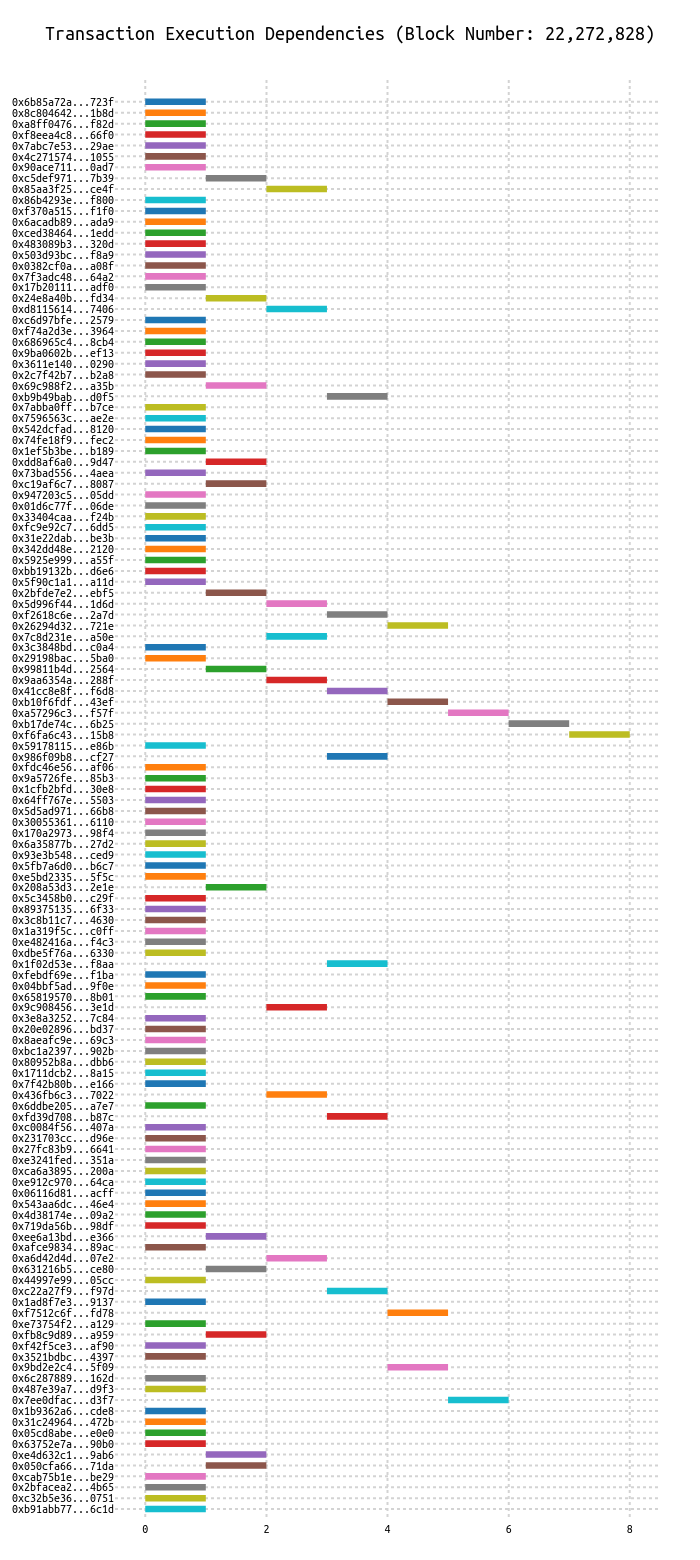 Transaction Execution Dependencies (Block Number: 22,272,828)
0x6b85a72a...723f
0x8c804642...1b8d
0xa8ff0476...f82d
0xf8eea4c8...66f0
0x7abc7e53...29ae
0x4c271574...1055
0x90ace711...0ad7
0xc5def971...7b39
0x85aa3f25...ce4f
0x86b4293e...f800
0xf370a515...f1f0
0x6acadb89...ada9
0xced38464...1edd
0x483089b3...320d
0x503d93bc...f8a9
0x0382cf0a...a08f
0x7f3adc48...64a2
0x17b20111...adf0
0x24e8a40b...fd34
0xd8115614...7406
0xc6d97bfe...2579
0xf74a2d3e...3964
0x686965c4...8cb4
0x9ba0602b...ef13
0x3611e140...0290
0x2c7f42b7...b2a8
0x69c988f2...a35b
0xb9b49bab...d0f5
0x7abba0ff...b7ce
0x7596563c...ae2e
0x542dcfad...8120
0x74fe18f9...fec2
0x1ef5b3be...b189
0xdd8af6a0...9d47
0x73bad556...4aea
0xc19af6c7...8087
0x947203c5...05dd
0x01d6c77f...06de
0x33404caa...f24b
0xfc9e92c7...6dd5
0x31e22dab...be3b
0x342dd48e...2120
0x5925e999...a55f
0xbb19132b...d6e6
0x5f90c1a1...a11d
0x2bfde7e2...ebf5
0x5d996f44...1d6d
0xf2618c6e...2a7d
0x26294d32...721e
0x7c8d231e...a50e
0x3c3848bd...c0a4
0x29198bac...5ba0
0x99811b4d...2564
0x9aa6354a...288f
0x41cc8e8f...f6d8
0xb10f6fdf...43ef
0xa57296c3...f57f
0xb17de74c...6b25
0xf6fa6c43...15b8
0x59178115...e86b
0x986f09b8...cf27
0xfdc46e56...af06
0x9a5726fe...85b3
0x1cfb2bfd...30e8
0x64ff767e...5503
0x5d5ad971...66b8
0x30055361...6110
0x170a2973...98f4
0x6a35877b...27d2
0x93e3b548...ced9
0x5fb7a6d0...b6c7
0xe5bd2335...5f5c
0x208a53d3...2e1e
0x5c3458b0...c29f
0x89375135...6f33
0x3c8b11c7...4630
0x1a319f5c...c0ff
0xe482416a...f4c3
0xdbe5f76a...6330
0x1f02d53e...f8aa
0xfebdf69e...f1ba
0x04bbf5ad...9f0e
0x65819570...8b01
0x9c908456...3e1d
0x3e8a3252...7c84
0x20e02896...bd37
0x8aeafc9e...69c3
0xbc1a2397...902b
0x80952b8a...dbb6
0x1711dcb2...8a15
0x7f42b80b...e166
0x436fb6c3...7022
0x6ddbe205...a7e7
0xfd39d708...b87c
0xc0084f56...407a
0x231703cc...d96e
0x27fc83b9...6641
0xe3241fed...351a
0xca6a3895...200a
0xe912c970...64ca
0x06116d81...acff
0x543aa6dc...46e4
0x4d38174e...09a2
0x719da56b...98df
0xee6a13bd...e366
0xafce9834...89ac
0xa6d42d4d...07e2
0x631216b5...ce80
0x44997e99...05cc
0xc22a27f9...f97d
0x1ad8f7e3...9137
0xf7512c6f...fd78
0xe73754f2...a129
0xfb8c9d89...a959
0xf42f5ce3...af90
0x3521bdbc...4397
0x9bd2e2c4...5f09
0x6c287889...162d
0x487e39a7...d9f3
0x7ee0dfac...d3f7
0x1b9362a6...cde8
0x31c24964...472b
0x05cd8abe...e0e0
0x63752e7a...90b0
0xe4d632c1...9ab6
0x050cfa66...71da
0xcab75b1e...be29
0x2bfacea2...4b65
0xc32b5e36...0751
0xb91abb77...6c1d
0 2 4 6 8